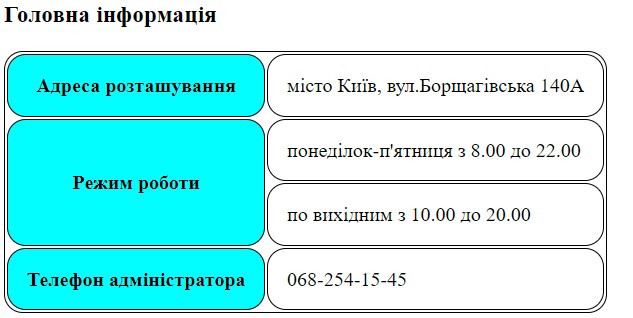 Головна інформація
Адреса розташування
місто Київ, вул.Борщагівська 140А
Режим роботи
понеділок-п'ятниця з 8.00 до 22.00
по вихідним з 10.00 до 20.00
Телефон адміністратора
068-254-15-45